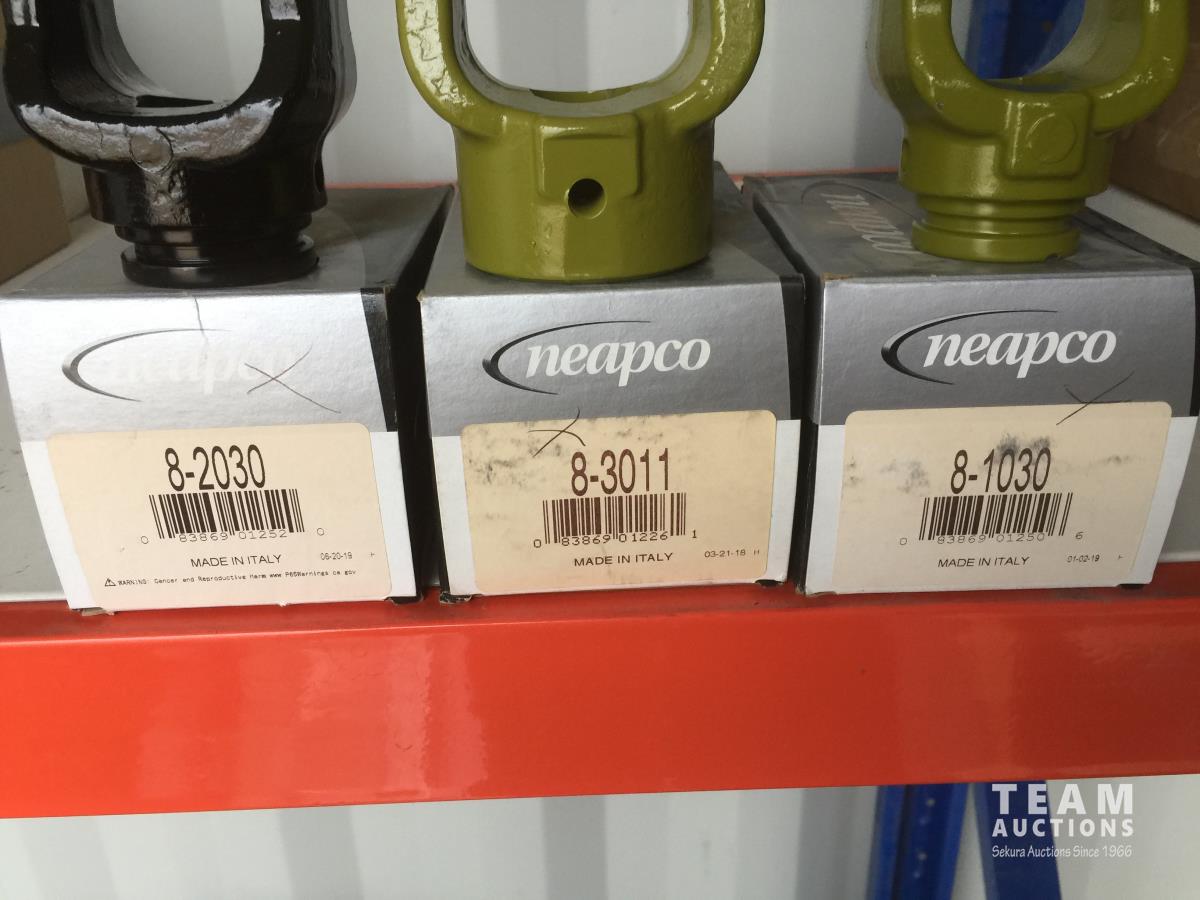 neapco
8-2030
0 83869 01252 0
MADE IN ITALY
06-20-19 H
WARNING: Cancer and Reproductive Harm www.P65Warnings.ca.gov
neapco
8-3011
0 83869 01226 1
MADE IN ITALY
03-21-18 H
neapco
neapco
8-1030
0 83869 01250 6
MADE IN ITALY
01-02-19 H
TEAM
AUCTIONS
Sekura Auctions Since 1966